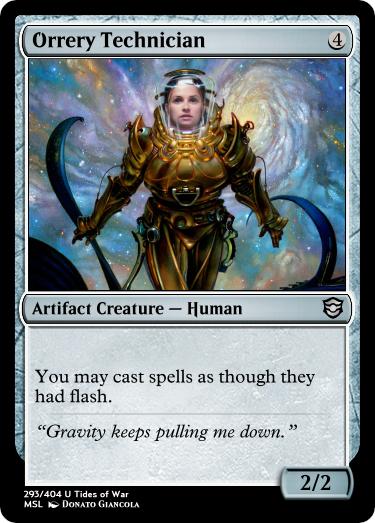 Orrery Technician 4
Artifact Creature — Human
You may cast spells as though they
had flash.
“Gravity keeps pulling me down.”
2/2
293/404 U Tides of War
MSL Donato Giancola